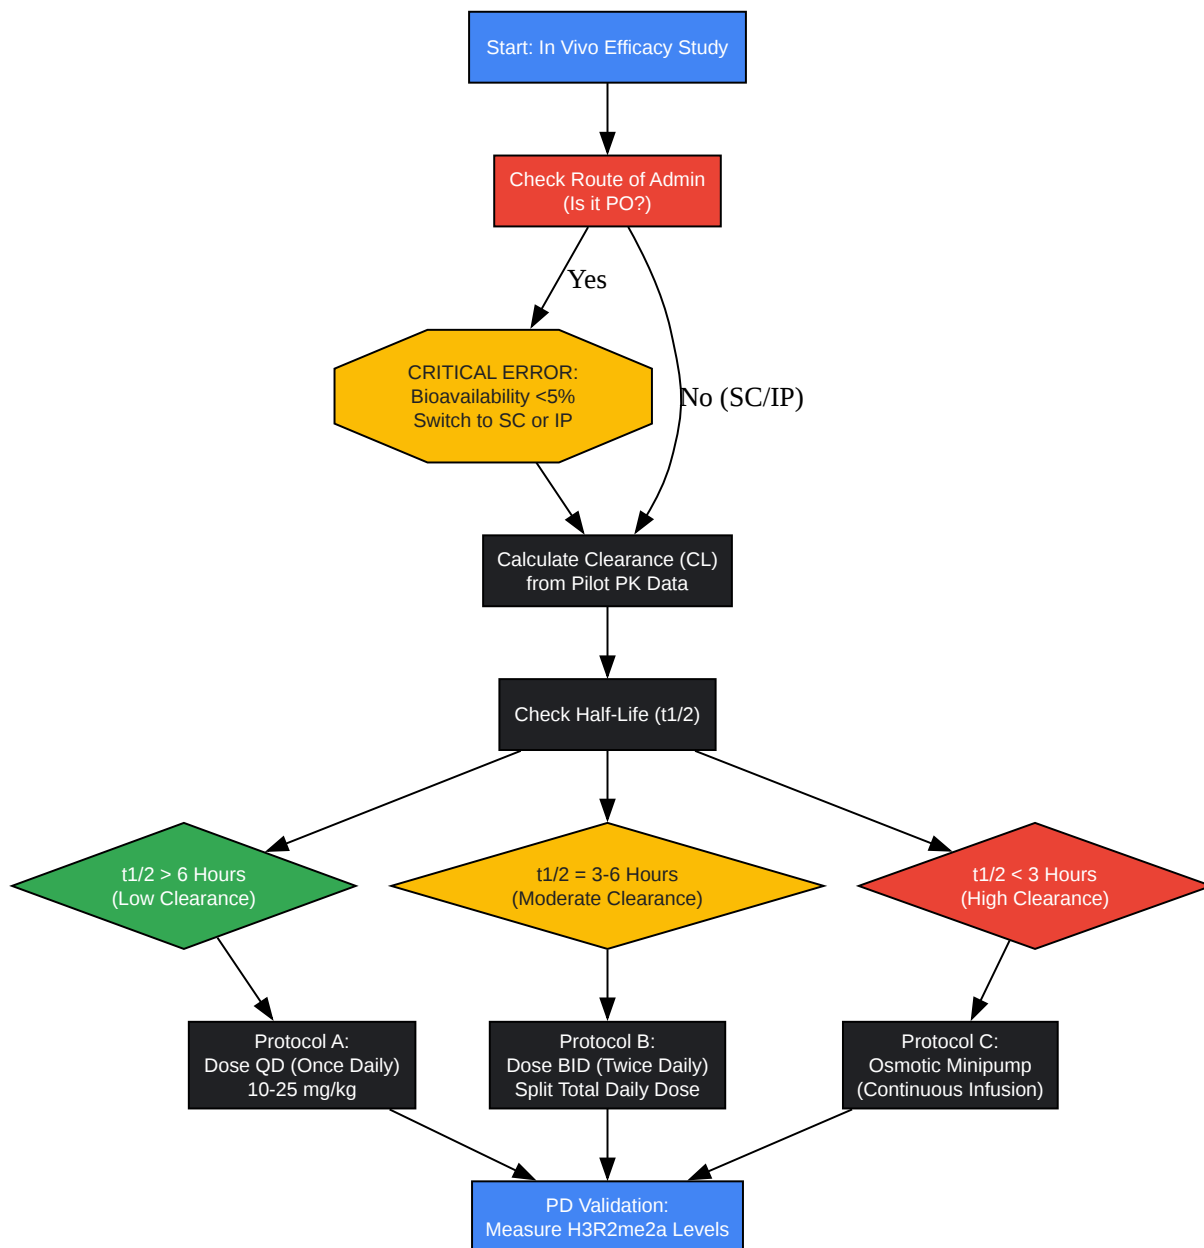 Start: In Vivo Efficacy Study
Check Route of Admin
(Is it PO?)
Yes
CRITICAL ERROR:
Bioavailability <5%
Switch to SC or IP
No (SC/IP)
Calculate Clearance (CL)
from Pilot PK Data
Check Half-Life (t1/2)
t1/2 > 6 Hours
(Low Clearance)
t1/2 = 3-6 Hours
(Moderate Clearance)
t1/2 < 3 Hours
(High Clearance)
Protocol A:
Dose QD (Once Daily)
10-25 mg/kg
Protocol B:
Dose BID (Twice Daily)
Split Total Daily Dose
Protocol C:
Osmotic Minipump
(Continuous Infusion)
PD Validation:
Measure H3R2me2a Levels